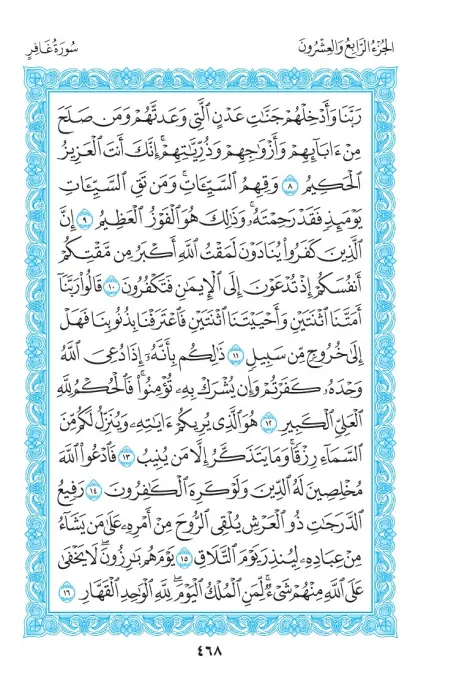 الجُزْءُ الرَّابِعُ وَالعِشْرُونَ
سُورَةُ غَافِرٍ
رَبَّنَا وَأَدْخِلْهُمْ جَنَّٰتِ عَدْنٍ ٱلَّتِى وَعَدتَّهُمْ وَمَن صَلَحَ
مِنْ ءَابَآئِهِمْ وَأَزْوَٰجِهِمْ وَذُرِّيَّٰتِهِمْ ۚ إِنَّكَ أَنتَ ٱلْعَزِيزُ
ٱلْحَكِيمُ ٨ وَقِهِمُ ٱلسَّيِّـَٔاتِ ۚ وَمَن تَقِ ٱلسَّيِّـَٔاتِ
يَوْمَئِذٍ فَقَدْ رَحِمْتَهُۥ ۚ وَذَٰلِكَ هُوَ ٱلْفَوْزُ ٱلْعَظِيمُ ٩ إِنَّ
ٱلَّذِينَ كَفَرُوا۟ يُنَادَوْنَ لَمَقْتُ ٱللَّهِ أَكْبَرُ مِن مَّقْتِكُمْ
أَنفُسَكُمْ إِذْ تُدْعَوْنَ إِلَى ٱلْإِيمَٰنِ فَتَكْفُرُونَ ١٠ قَالُوا۟ رَبَّنَآ
أَمَتَّنَا ٱثْنَتَيْنِ وَأَحْيَيْتَنَا ٱثْنَتَيْنِ فَٱعْتَرَفْنَا بِذُنُوبِنَا فَهَلْ
إِلَىٰ خُرُوجٍ مِّن سَبِيلٍ ١١ ذَٰلِكُم بِأَنَّهُۥٓ إِذَا دُعِىَ ٱللَّهُ
وَحْدَهُۥ كَفَرْتُمْ ۖ وَإِن يُشْرَكْ بِهِۦ تُؤْمِنُوا۟ ۚ فَٱلْحُكْمُ لِلَّهِ
ٱلْعَلِىِّ ٱلْكَبِيرِ ١٢ هُوَ ٱلَّذِى يُرِيكُمْ ءَايَٰتِهِۦ وَيُنَزِّلُ لَكُم مِّنَ
ٱلسَّمَآءِ رِزْقًا ۚ وَمَا يَتَذَكَّرُ إِلَّا مَن يُنِيبُ ١٣ فَٱدْعُوا۟ ٱللَّهَ
مُخْلِصِينَ لَهُ ٱلدِّينَ وَلَوْ كَرِهَ ٱلْكَٰفِرُونَ ١٤ رَفِيعُ
ٱلدَّرَجَٰتِ ذُو ٱلْعَرْشِ يُلْقِى ٱلرُّوحَ مِنْ أَمْرِهِۦ عَلَىٰ مَن يَشَآءُ
مِنْ عِبَادِهِۦ لِيُنذِرَ يَوْمَ ٱلتَّلَاقِ ١٥ يَوْمَ هُم بَٰرِزُونَ ۖ لَا يَخْفَىٰ
عَلَى ٱللَّهِ مِنْهُمْ شَىْءٌ ۚ لِّمَنِ ٱلْمُلْكُ ٱلْيَوْمَ ۖ لِلَّهِ ٱلْوَٰحِدِ ٱلْقَهَّارِ ١٦
٤٦٨